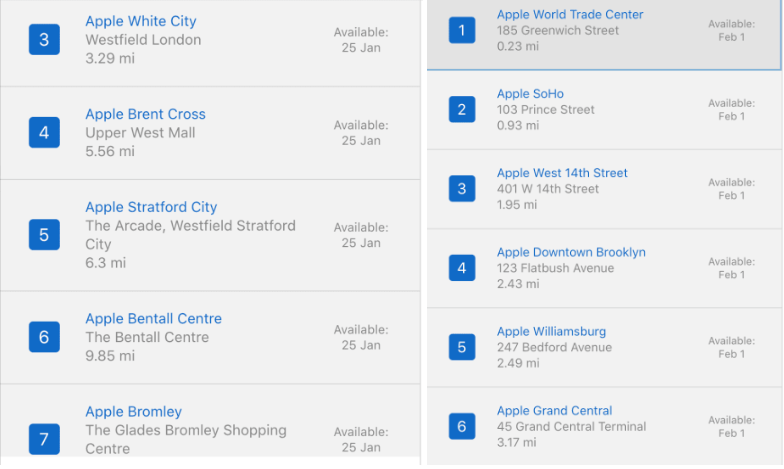 3
Apple White City
Westfield London
3.29 mi
Available:
25 Jan
4
Apple Brent Cross
Upper West Mall
5.56 mi
Available:
25 Jan
5
Apple Stratford City
The Arcade, Westfield Stratford
City
6.3 mi
Available:
25 Jan
6
Apple Bentall Centre
The Bentall Centre
9.85 mi
Available:
25 Jan
7
Apple Bromley
The Glades Bromley Shopping
Centre
Available:
25 Jan
1
Apple World Trade Center
185 Greenwich Street
0.23 mi
Available:
Feb 1
2
Apple SoHo
103 Prince Street
0.93 mi
Available:
Feb 1
3
Apple West 14th Street
401 W 14th Street
1.95 mi
Available:
Feb 1
4
Apple Downtown Brooklyn
123 Flatbush Avenue
2.43 mi
Available:
Feb 1
5
Apple Williamsburg
247 Bedford Avenue
2.49 mi
Available:
Feb 1
6
Apple Grand Central
45 Grand Central Terminal
3.17 mi
Available:
Feb 1